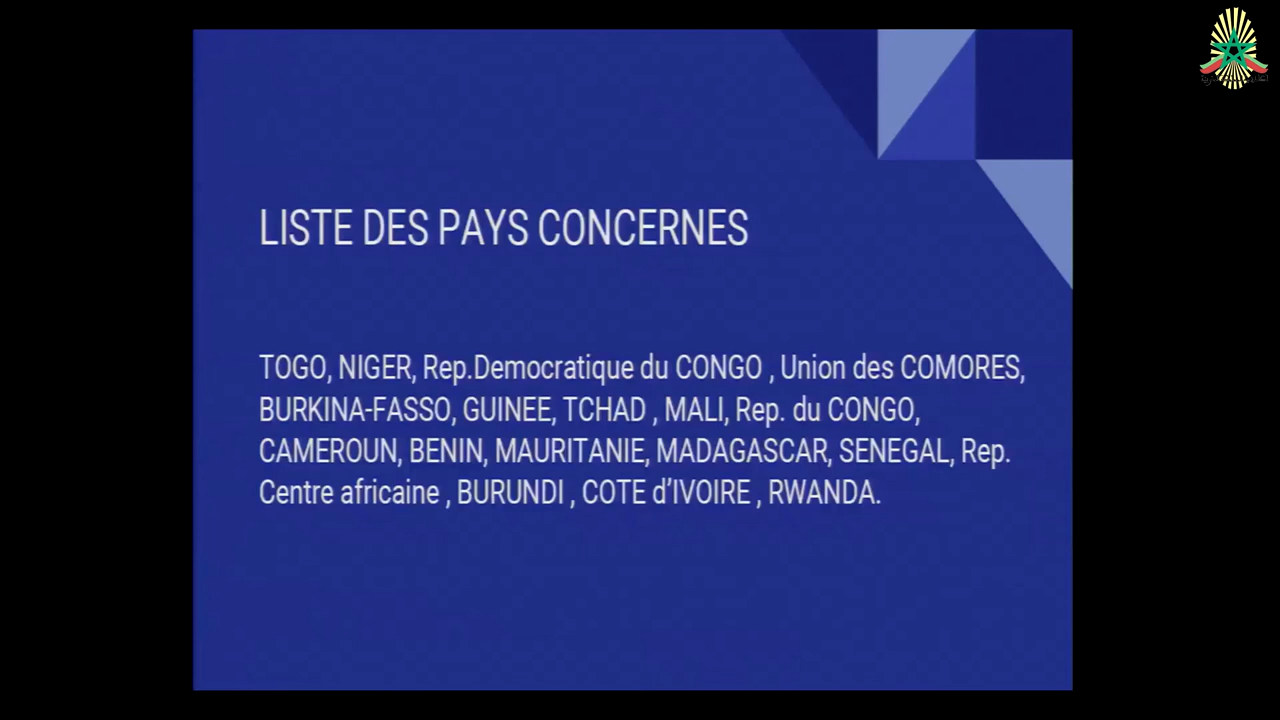 LISTE DES PAYS CONCERNES
TOGO, NIGER, Rep.Democratique du CONGO , Union des COMORES,
BURKINA-FASSO, GUINEE, TCHAD , MALI, Rep. du CONGO,
CAMEROUN, BENIN, MAURITANIE, MADAGASCAR, SENEGAL, Rep.
Centre africaine , BURUNDI , COTE d’IVOIRE , RWANDA.